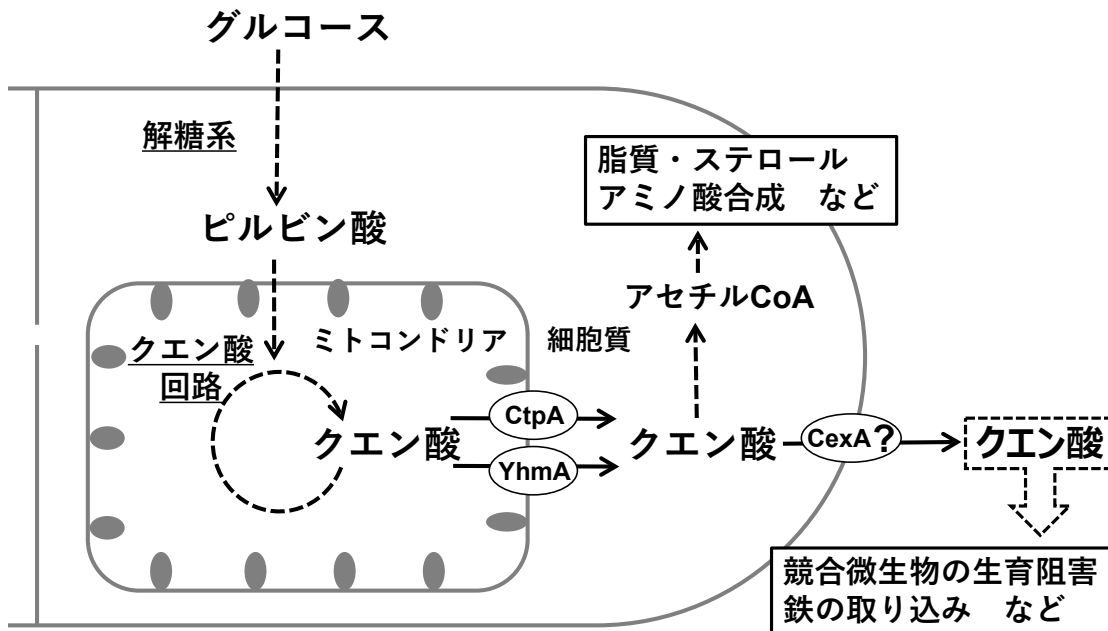 グルコース
解糖系
ピルビン酸
脂質・ステロール
アミノ酸合成　など
アセチルCoA
ミトコンドリア
細胞質
クエン酸
回路
クエン酸
CtpA
YhmA
クエン酸
CexA?
クエン酸
競合微生物の生育阻害
鉄の取り込み　など